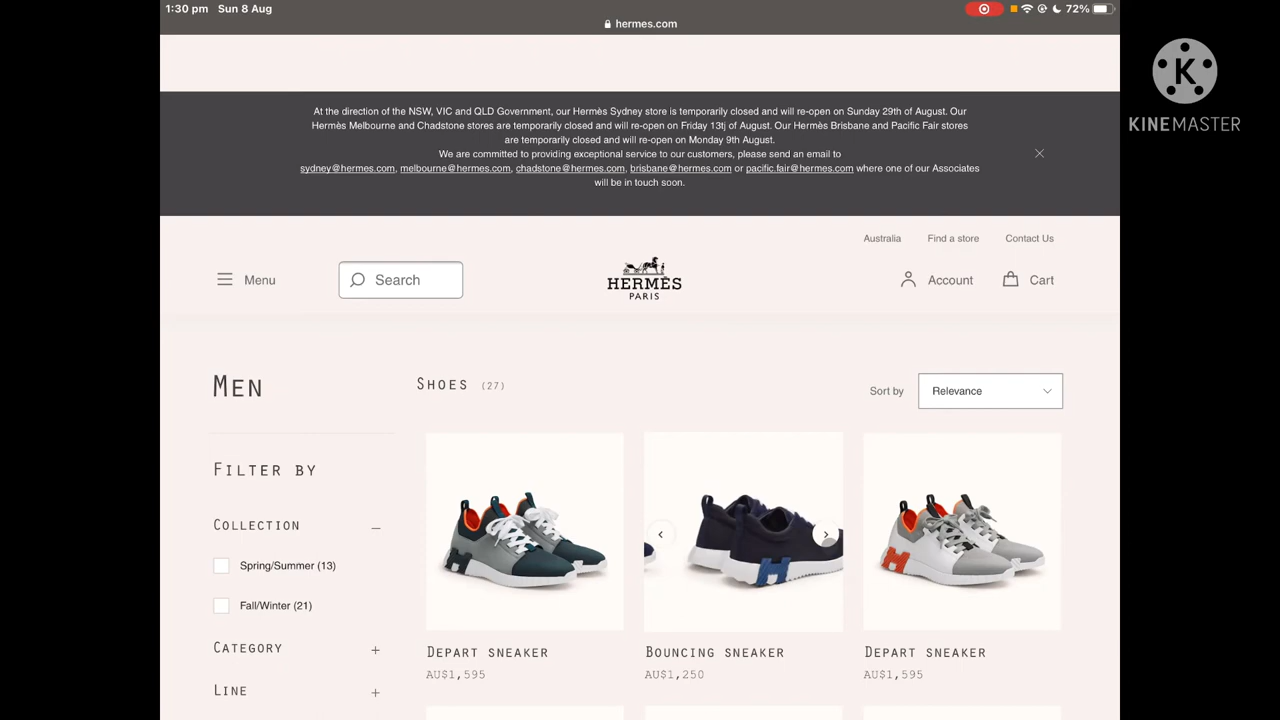 1:30 pm Sun 8 Aug
72%
hermes.com
K
KINEMASTER
At the direction of the NSW, VIC and QLD Government, our Hermès Sydney store is temporarily closed and will re-open on Sunday 29th of August. Our
Hermès Melbourne and Chadstone stores are temporarily closed and will re-open on Friday 13tj of August. Our Hermès Brisbane and Pacific Fair stores
are temporarily closed and will re-open on Monday 9th August.
We are committed to providing exceptional service to our customers, please send an email to
sydney@hermes.com, melbourne@hermes.com, chadstone@hermes.com, brisbane@hermes.com or pacific.fair@hermes.com where one of our Associates
will be in touch soon.
Australia Find a store Contact Us
Menu Search
HERMÈS
PARIS
Account Cart
MEN
SHOES (27)
Sort by Relevance
FILTER BY
COLLECTION
Spring/Summer (13)
Fall/Winter (21)
CATEGORY
LINE
DEPART SNEAKER
AU$1,595
BOUNCING SNEAKER
AU$1,250
DEPART SNEAKER
AU$1,595